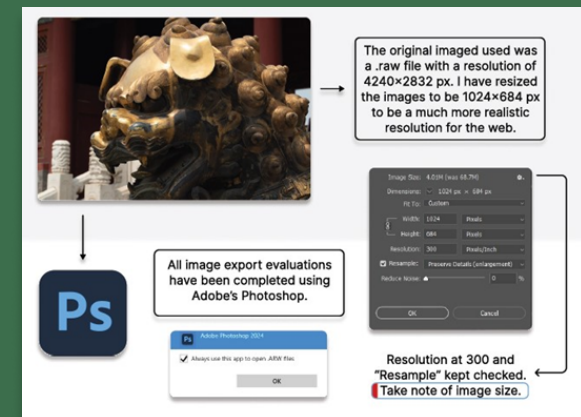 The original imaged used was
a .raw file with a resolution of
4240×2832 px. I have resized
the images to be 1024×684 px
to be a much more realistic
resolution for the web.
Image Size: 4.01M (was 68.7M)
Dimensions: 1024 px × 684 px
Fit To: Custom
Width: 1024 Pixels
Height: 684 Pixels
Resolution: 300 Pixels/Inch
Resample: Preserve Details (enlargement)
Reduce Noise: 0 %
OK Cancel
All image export evaluations
have been completed using
Adobe's Photoshop.
Ps
Ps Adobe Photoshop 2024
Always use this app to open .ARW files
OK
Resolution at 300 and
"Resample" kept checked.
Take note of image size.